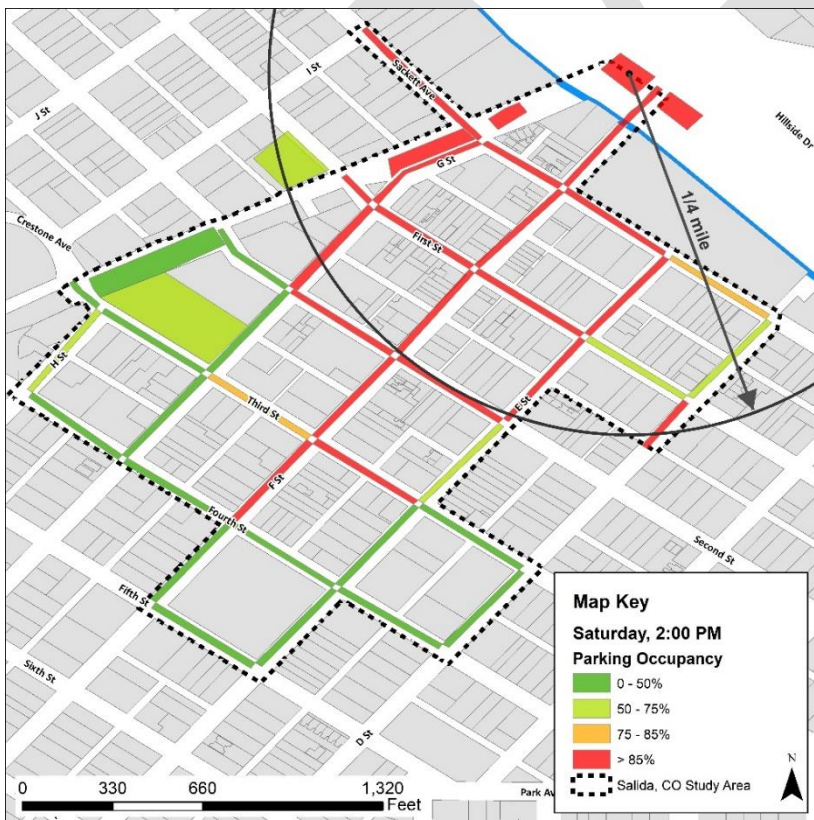 I St
Sackett Ave
J St
Hillside Dr
G St
1/4 mile
Crestone Ave
First St
H St
Third St
E St
F St
Fourth St
Second St
Fifth St
Sixth St
D St
Map Key
Saturday, 2:00 PM
Parking Occupancy
0 - 50%
50 - 75%
75 - 85%
> 85%
Salida, CO Study Area
N
0 330 660 1,320
Feet
Park Av